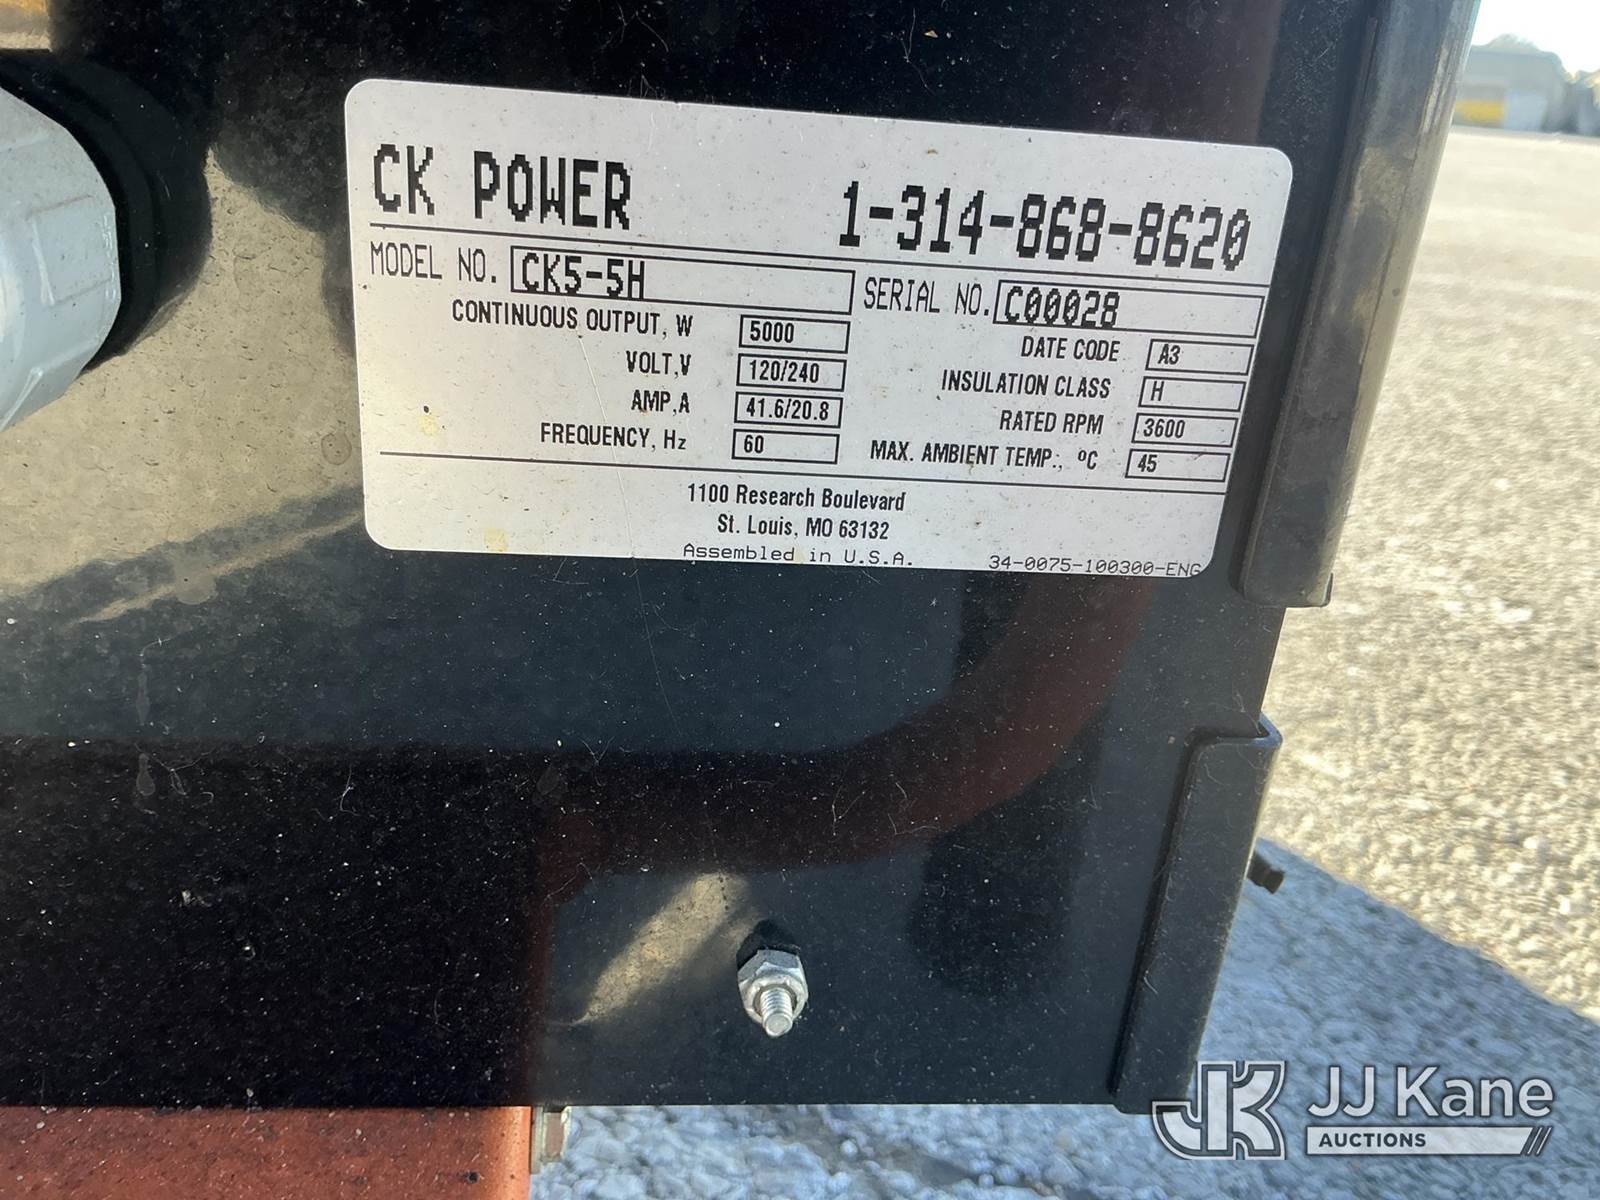 CK POWER 1-314-868-8620
MODEL NO. CK5-5H SERIAL NO. C00028
CONTINUOUS OUTPUT, W 5000 DATE CODE A3
VOLT,V 120/240 INSULATION CLASS H
AMP,A 41.6/20.8 RATED RPM 3600
FREQUENCY, Hz 60 MAX. AMBIENT TEMP., ºC 45
1100 Research Boulevard
St. Louis, MO 63132
Assembled in U.S.A. 34-0075-100300-ENG
JK JJ Kane
AUCTIONS